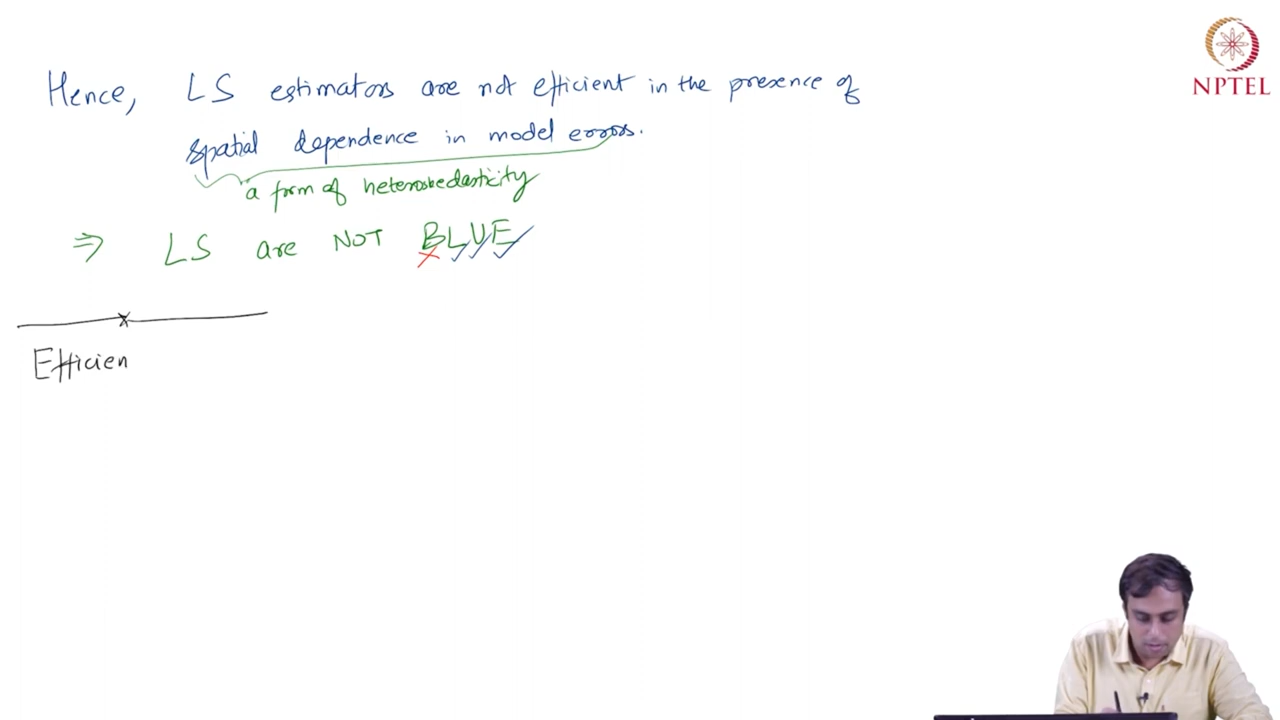 Hence, LS estimators are not efficient in the presence of
spatial dependence in model errors.
a form of heteroskedasticity
⇒ LS are NOT BLUE
Efficien
NPTEL